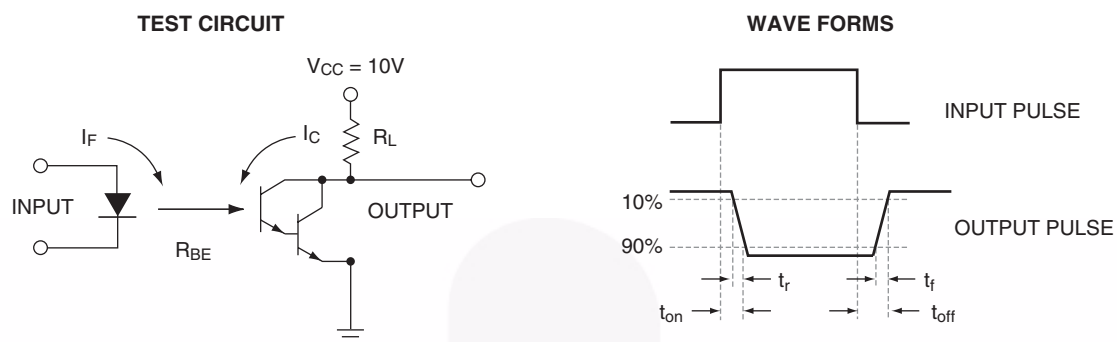 TEST CIRCUIT
VCC = 10V
IF
IC
RL
INPUT
OUTPUT
RBE
WAVE FORMS
INPUT PULSE
10%
OUTPUT PULSE
90%
tr
tf
ton
toff